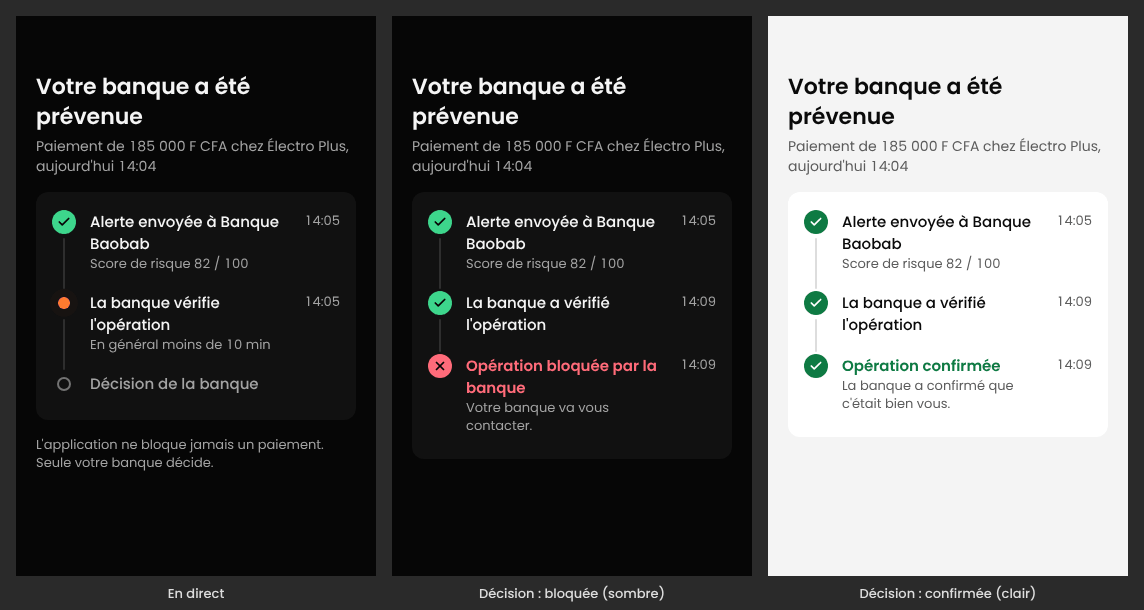 Votre banque a été
prévenue
Paiement de 185 000 F CFA chez Électro Plus,
aujourd'hui 14:04
Alerte envoyée à Banque
Baobab
14:05
Score de risque 82 / 100
La banque vérifie
l'opération
14:05
En général moins de 10 min
Décision de la banque
L'application ne bloque jamais un paiement.
Seule votre banque décide.
En direct
Votre banque a été
prévenue
Paiement de 185 000 F CFA chez Électro Plus,
aujourd'hui 14:04
Alerte envoyée à Banque
Baobab
14:05
Score de risque 82 / 100
La banque a vérifié
l'opération
14:09
Opération bloquée par la
banque
14:09
Votre banque va vous
contacter.
Décision : bloquée (sombre)
Votre banque a été
prévenue
Paiement de 185 000 F CFA chez Électro Plus,
aujourd'hui 14:04
Alerte envoyée à Banque
Baobab
14:05
Score de risque 82 / 100
La banque a vérifié
l'opération
14:09
Opération confirmée
14:09
La banque a confirmé que
c'était bien vous.
Décision : confirmée (clair)